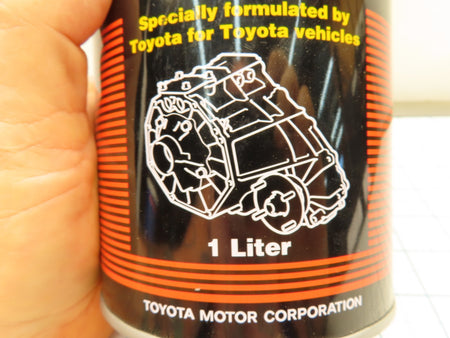 Specially formulated by
Toyota for Toyota vehicles
1 Liter
TOYOTA MOTOR CORPORATION